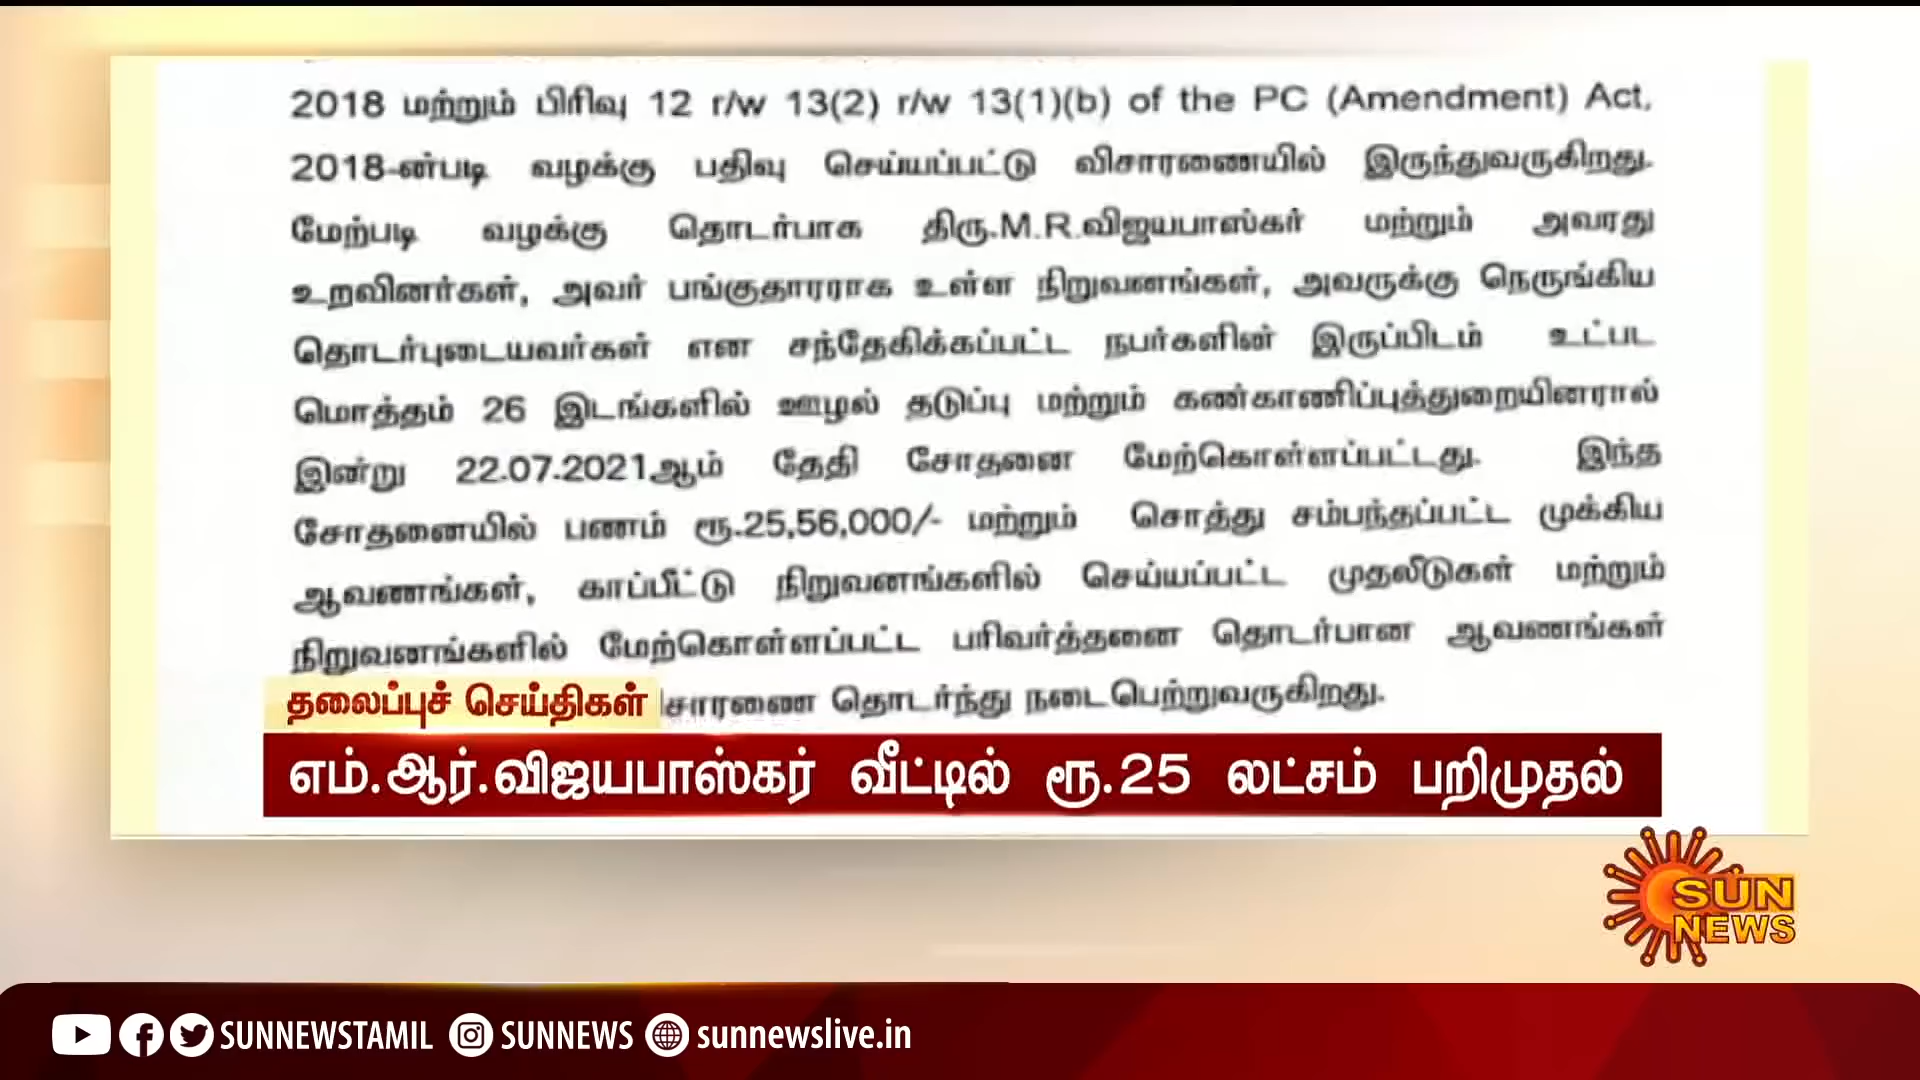 2018 மற்றும் பிரிவு 12 r/w 13(2) r/w 13(1)(b) of the PC (Amendment) Act,
2018-ன்படி வழக்கு பதிவு செய்யப்பட்டு விசாரணையில் இருந்துவருகிறது.
மேற்படி வழக்கு தொடர்பாக திரு.M.R.விஜயபாஸ்கர் மற்றும் அவரது
உறவினர்கள், அவர் பங்குதாரராக உள்ள நிறுவனங்கள், அவருக்கு நெருங்கிய
தொடர்புடையவர்கள் என சந்தேகிக்கப்பட்ட நபர்களின் இருப்பிடம் உட்பட
மொத்தம் 26 இடங்களில் ஊழல் தடுப்பு மற்றும் கண்காணிப்புத்துறையினரால்
இன்று 22.07.2021ஆம் தேதி சோதனை மேற்கொள்ளப்பட்டது. இந்த
சோதனையில் பணம் ரூ.25,56,000/- மற்றும் சொத்து சம்பந்தப்பட்ட முக்கிய
ஆவணங்கள், காப்பீட்டு நிறுவனங்களில் செய்யப்பட்ட முதலீடுகள் மற்றும்
நிறுவனங்களில் மேற்கொள்ளப்பட்ட பரிவர்த்தனை தொடர்பான ஆவணங்கள்
சாரணை தொடர்ந்து நடைபெற்றுவருகிறது.
தலைப்புச் செய்திகள்
எம்.ஆர்.விஜயபாஸ்கர் வீட்டில் ரூ.25 லட்சம் பறிமுதல்
SUN
NEWS
SUNNEWSTAMIL SUNNEWS sunnewslive.in